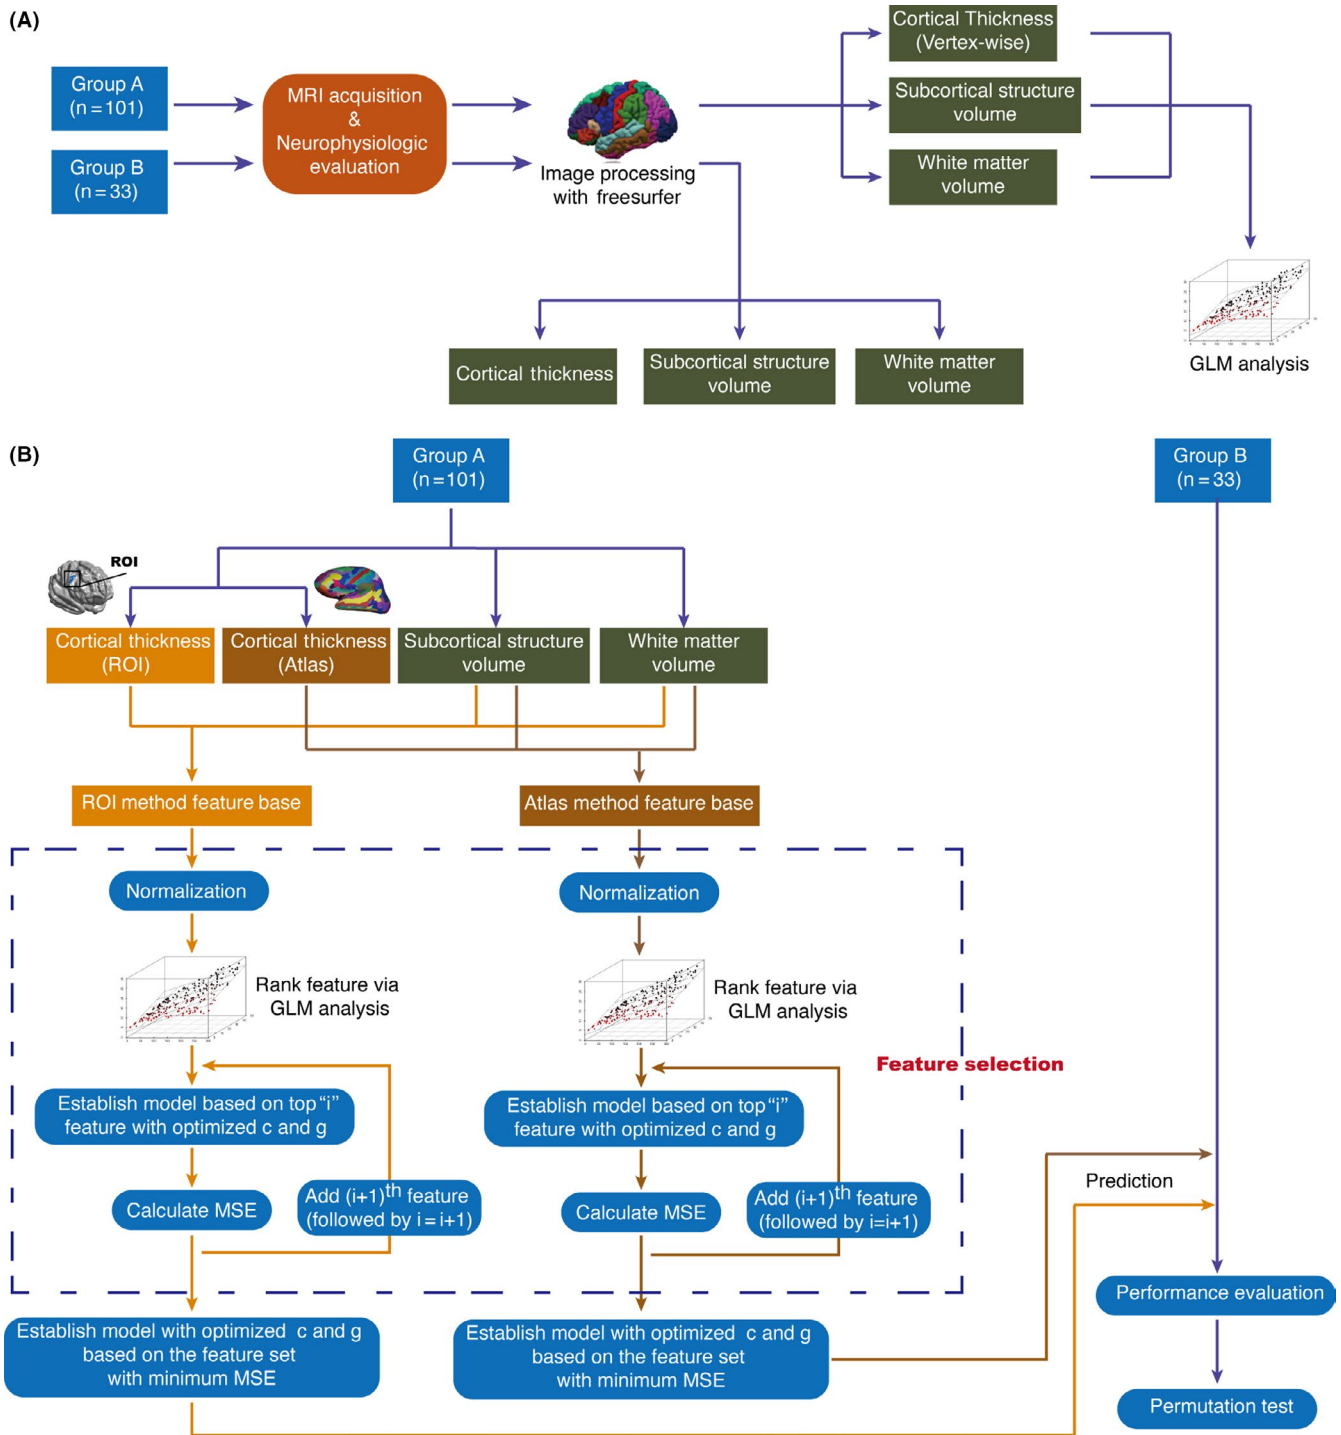 (A)
Group A
(n=101)
Group B
(n=33)
MRI acquisition
&
Neurophysiologic
evaluation
Image processing
with freesurfer
Cortical Thickness
(Vertex-wise)
Subcortical structure
volume
White matter
volume
GLM analysis
Cortical thickness
Subcortical structure
volume
White matter
volume
(B)
Group A
(n=101)
Group B
(n=33)
ROI
Cortical thickness
(ROI)
Cortical thickness
(Atlas)
Subcortical structure
volume
White matter
volume
ROI method feature base
Atlas method feature base
Normalization
Normalization
Rank feature via
GLM analysis
Rank feature via
GLM analysis
Feature selection
Establish model based on top “i”
feature with optimized c and g
Establish model based on top “i”
feature with optimized c and g
Calculate MSE
Add (i+1)th feature
(followed by i=i+1)
Calculate MSE
Add (i+1)th feature
(followed by i=i+1)
Prediction
Establish model with optimized c and g
based on the feature set
with minimum MSE
Establish model with optimized c and g
based on the feature set
with minimum MSE
Performance evaluation
Permutation test